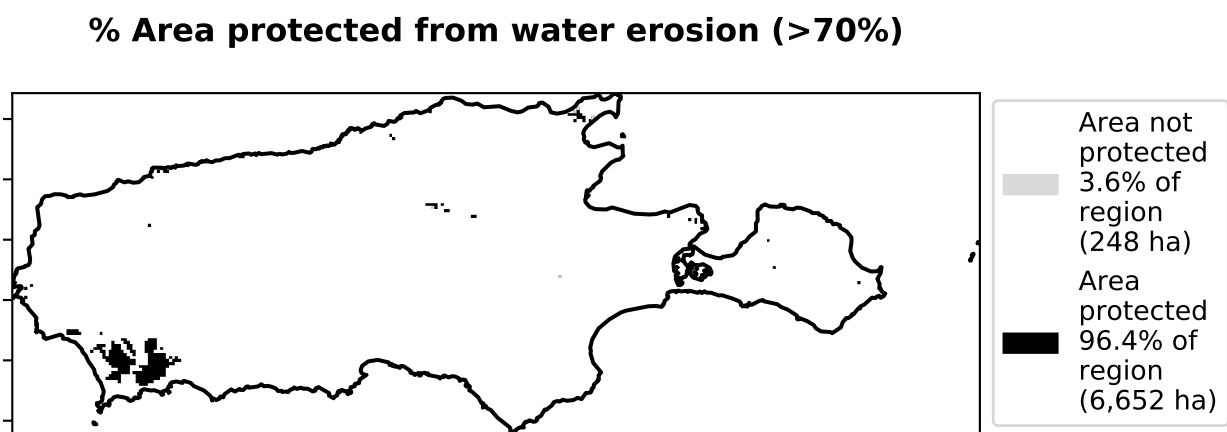 % Area protected from water erosion (>70%)
Area not
protected
3.6% of
region
(248 ha)
Area
protected
96.4% of
region
(6,652 ha)